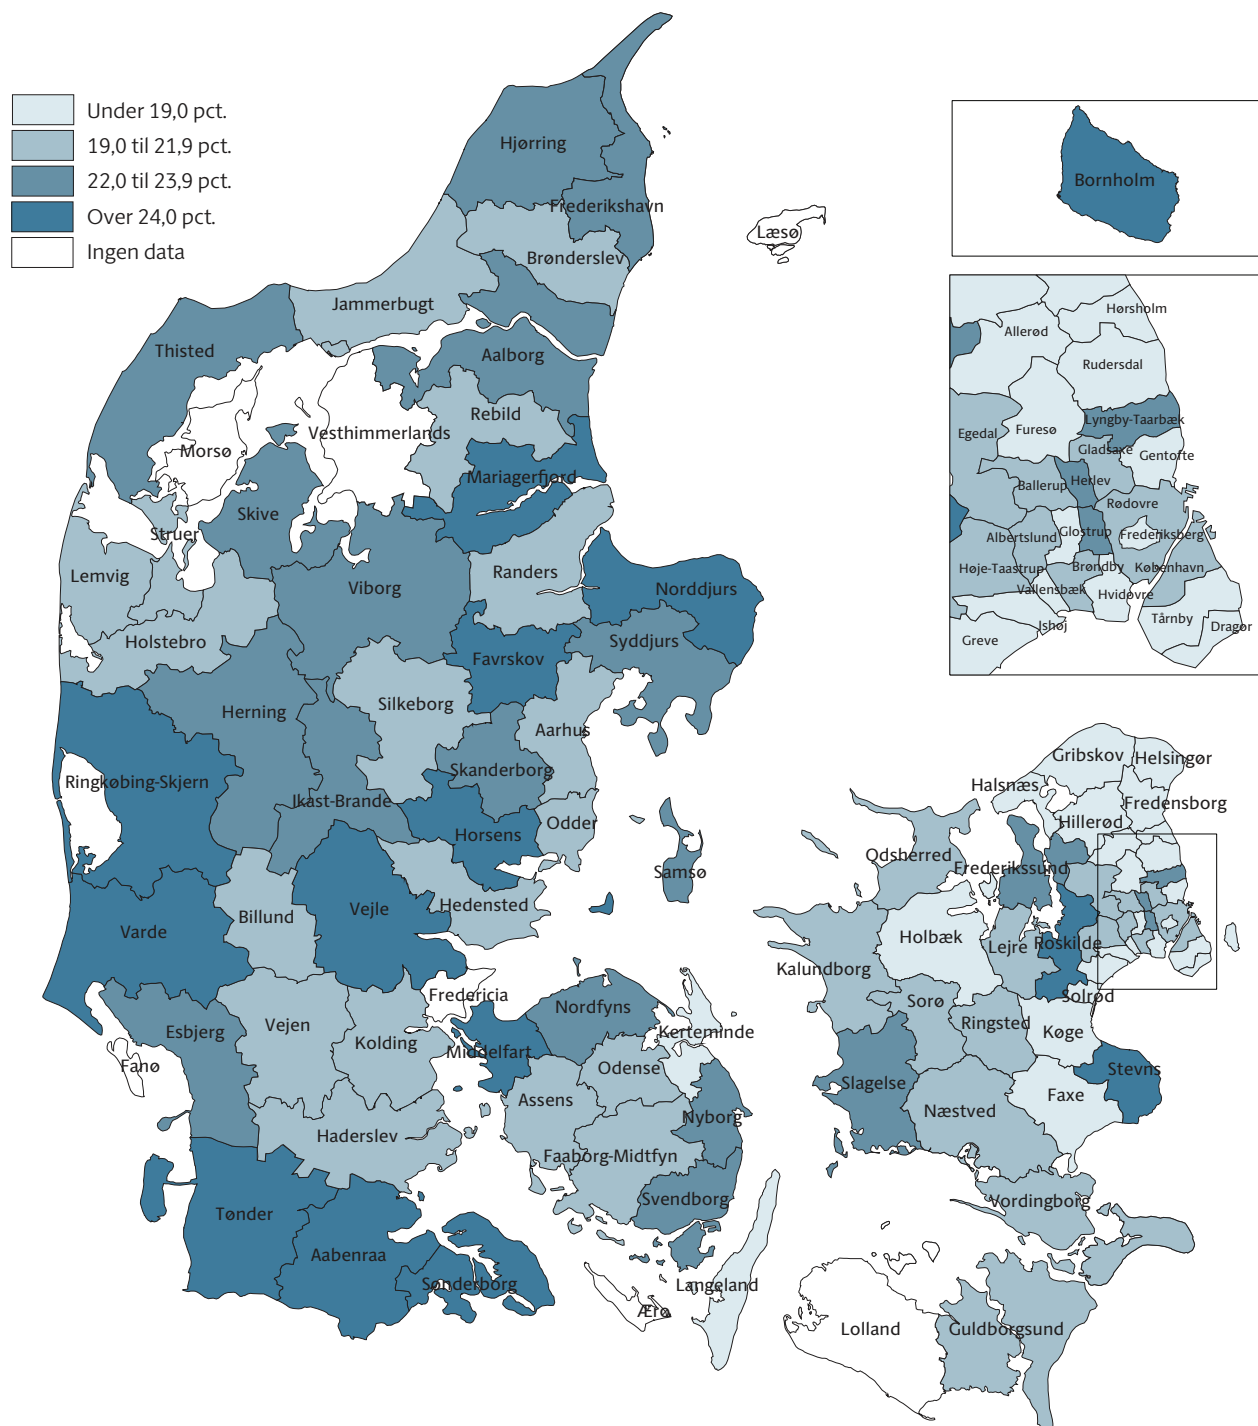 Under 19,0 pct.
19,0 til 21,9 pct.
22,0 til 23,9 pct.
Over 24,0 pct.
Ingen data
Hjørring
Frederikshavn
Læsø
Brønderslev
Jammerbugt
Thisted
Aalborg
Rebild
Vesthimmerlands
Morsø
Mariagerfjord
Skive
Struer
Lemvig
Viborg
Randers
Norddjurs
Holstebro
Favrskov
Syddjurs
Silkeborg
Herning
Aarhus
Skanderborg
Ringkøbing-Skjern
Ikast-Brande
Horsens
Odder
Samsø
Hedensted
Vejle
Billund
Varde
Fredericia
Nordfyns
Esbjerg
Vejen
Kolding
Middelfart
Kerteminde
Fanø
Odense
Assens
Nyborg
Haderslev
Faaborg-Midtfyn
Svendborg
Tønder
Aabenraa
Sønderborg
Langeland
Ærø
Bornholm
Hørsholm
Allerød
Rudersdal
Lyngby-Taarbæk
Egedal
Furesø
Gladsaxe
Gentofte
Ballerup
Herlev
Rødovre
Albertslund
Glostrup
Frederiksberg
Høje-Taastrup
Brøndby
København
Vallensbæk
Hvidovre
Tårnby
Ishøj
Dragør
Greve
Gribskov
Helsingør
Halsnæs
Fredensborg
Hillerød
Odsherred
Frederikssund
Holbæk
Lejre
Roskilde
Kalundborg
Solrød
Sorø
Ringsted
Køge
Stevns
Slagelse
Faxe
Næstved
Vordingborg
Lolland
Guldborgsund